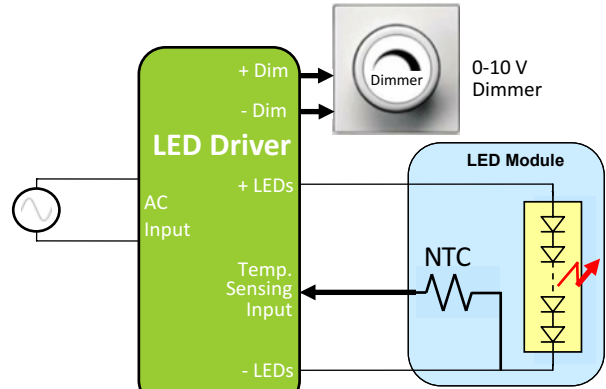 + Dim
Dimmer
0-10 V
Dimmer
- Dim
LED Driver
LED Module
+ LEDs
AC
Input
NTC
Temp.
Sensing
Input
- LEDs